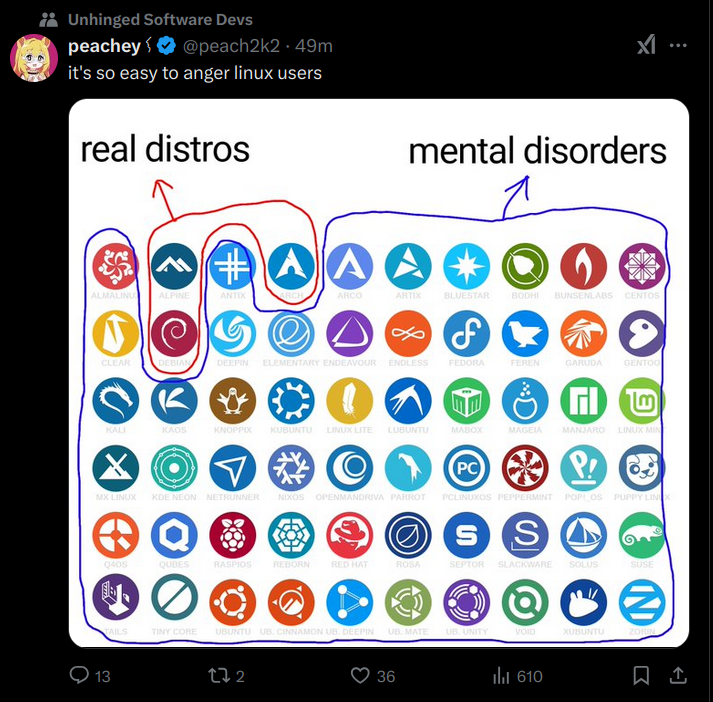 Unhinged Software Devs
peachey @peach2k2 · 49m
it's so easy to anger linux users
real distros
mental disorders
ALMALINUX ALPINE ANTIX ARCH ARCO ARTIX BLUESTAR BODHI BUNSENLABS CENTOS
CLEAR DEBIAN DEEPIN ELEMENTARY ENDEAVOUR ENDLESS FEDORA FEREN GARUDA GENTOO
KALI KAOS KNOPPIX KUBUNTU LINUX LITE LUBUNTU MABOX MAGEIA MANJARO LINUX MINT
MX LINUX KDE NEON NETRUNNER NIXOS OPENMANDRIVA PARROT PC PCLINUXOS PEPPERMINT P! POP!_OS PUPPY LINUX
Q4OS QUBES RASPIOS REBORN RED HAT ROSA SEPTOR SLACKWARE SOLUS SUSE
TAILS TINY CORE UBUNTU UB. CINNAMON UB. DEEPIN UB. MATE UB. UNITY VOID XUBUNTU ZORIN
13 2 36 610